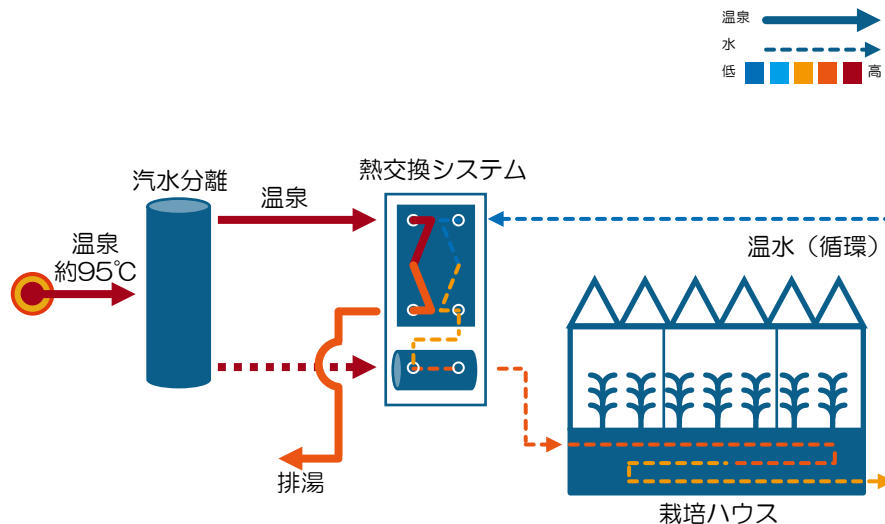 温泉
水
低
高
熱交換システム
汽水分離
温泉
温泉
約95℃
温水（循環）
排湯
栽培ハウス